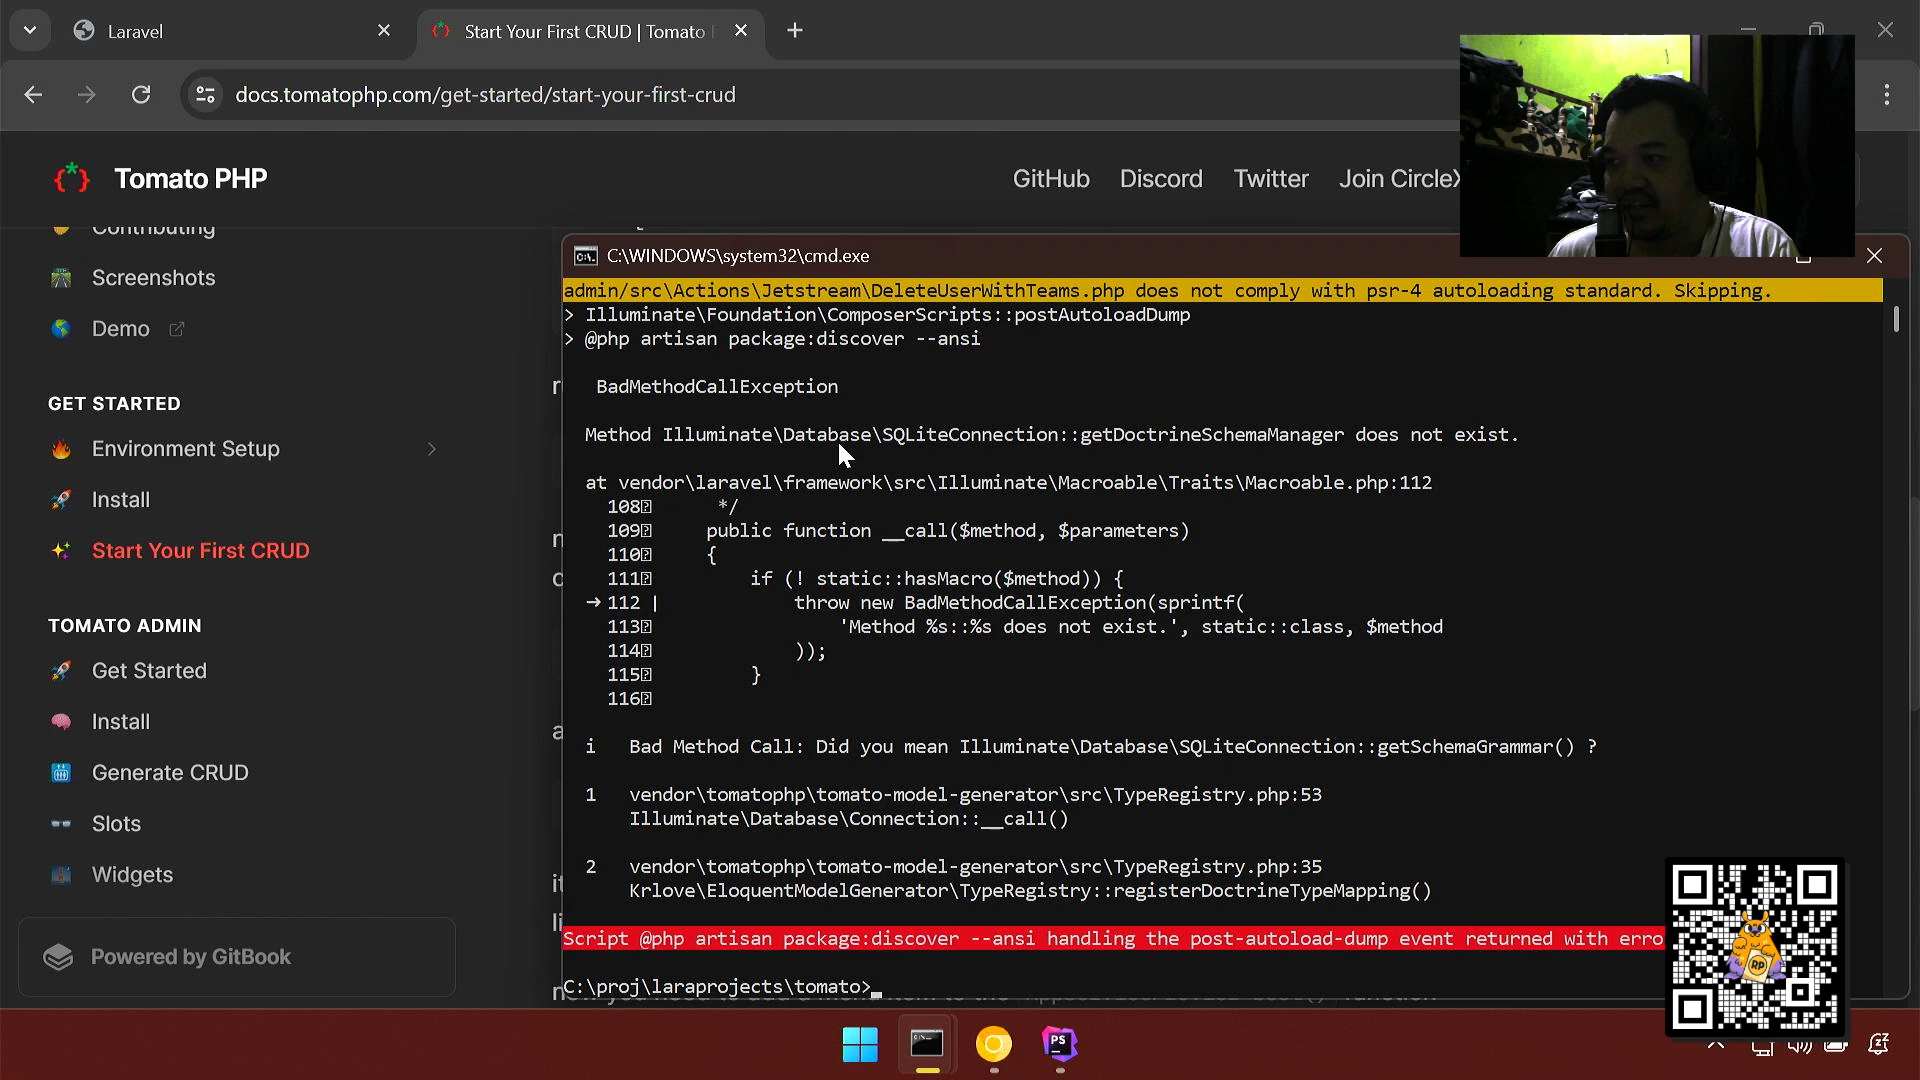 Laravel
Start Your First CRUD | Tomato
docs.tomatophp.com/get-started/start-your-first-crud
Tomato PHP
GitHub
Discord
Twitter
Join Circle
Contributing
Screenshots
Demo
GET STARTED
Environment Setup
Install
Start Your First CRUD
TOMATO ADMIN
Get Started
Install
Generate CRUD
Slots
Widgets
Powered by GitBook
C:\WINDOWS\system32\cmd.exe
admin/src\Actions\Jetstream\DeleteUserWithTeams.php does not comply with psr-4 autoloading standard. Skipping.
> Illuminate\Foundation\ComposerScripts::postAutoloadDump
> @php artisan package:discover --ansi
BadMethodCallException
Method Illuminate\Database\SQLiteConnection::getDoctrineSchemaManager does not exist.
at vendor\laravel\framework\src\Illuminate\Macroable\Traits\Macroable.php:112
108 */
109 public function __call($method, $parameters)
110 {
111 if (! static::hasMacro($method)) {
→ 112 | throw new BadMethodCallException(sprintf(
113 'Method %s::%s does not exist.', static::class, $method
114 ));
115 }
116
i Bad Method Call: Did you mean Illuminate\Database\SQLiteConnection::getSchemaGrammar() ?
1 vendor\tomatophp\tomato-model-generator\src\TypeRegistry.php:53
Illuminate\Database\Connection::__call()
2 vendor\tomatophp\tomato-model-generator\src\TypeRegistry.php:35
Krlove\EloquentModelGenerator\TypeRegistry::registerDoctrineTypeMapping()
Script @php artisan package:discover --ansi handling the post-autoload-dump event returned with erro
C:\proj\laraprojects\tomato>
RP
PS